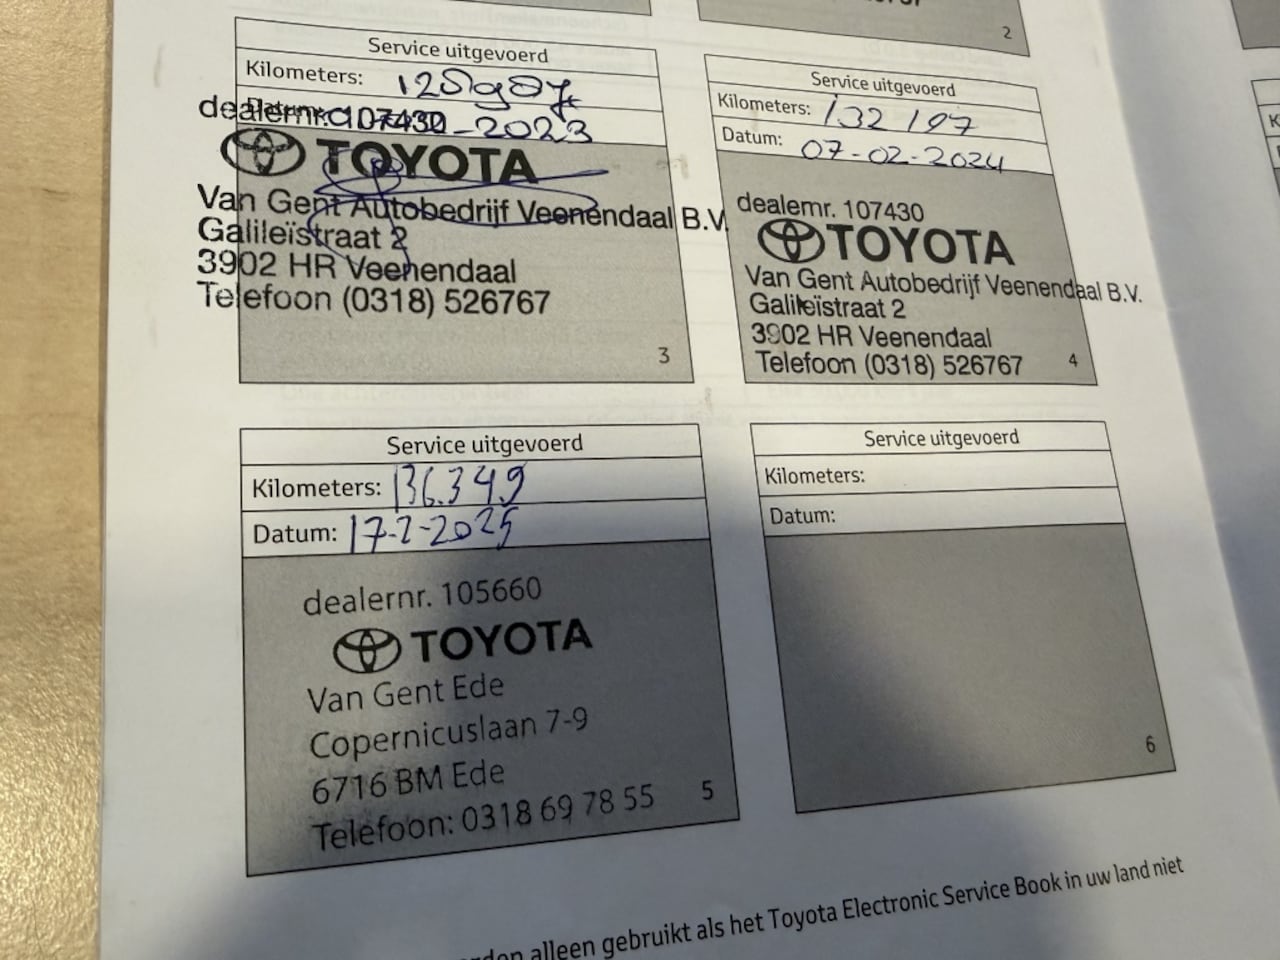 2
Service uitgevoerd
Kilometers:
Datum: -2023
dealernr. 107430
TOYOTA
Van Gent Autobedrijf Veenendaal B.V.
Galileïstraat 2
3902 HR Veenendaal
Telefoon (0318) 526767
3
Service uitgevoerd
Kilometers: 132 197
Datum: 07-02-2024
dealernr. 107430
TOYOTA
Van Gent Autobedrijf Veenendaal B.V.
Galileïstraat 2
3902 HR Veenendaal
Telefoon (0318) 526767
4
Service uitgevoerd
Kilometers: 136.349
Datum: 17-2-2025
dealernr. 105660
TOYOTA
Van Gent Ede
Copernicuslaan 7-9
6716 BM Ede
Telefoon: 0318 69 78 55
5
Service uitgevoerd
Kilometers:
Datum:
6
alleen gebruikt als het Toyota Electronic Service Book in uw land niet